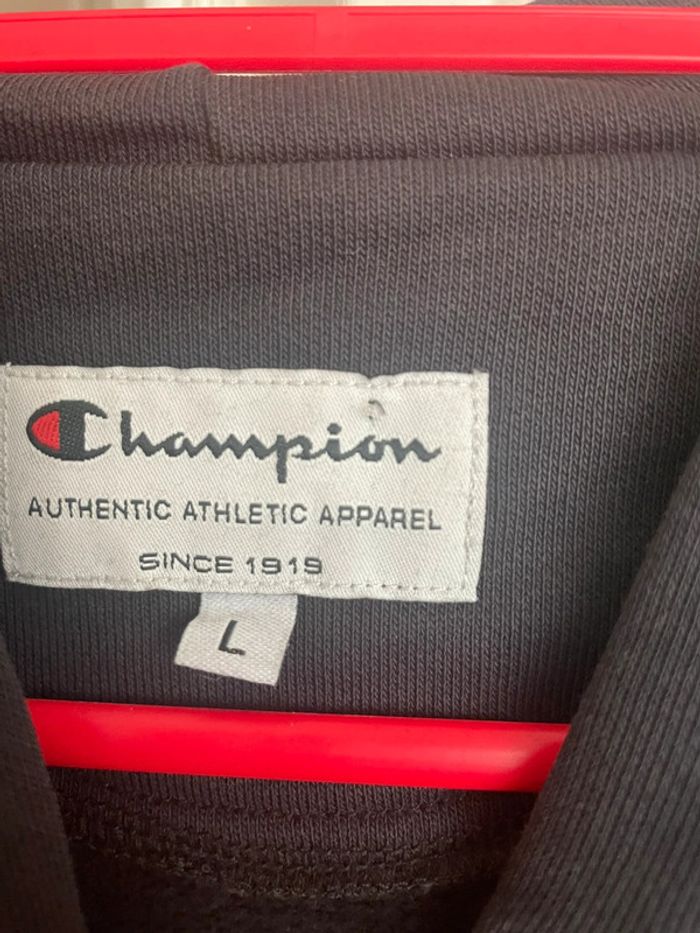 Champion
AUTHENTIC ATHLETIC APPAREL
SINCE 1919
L